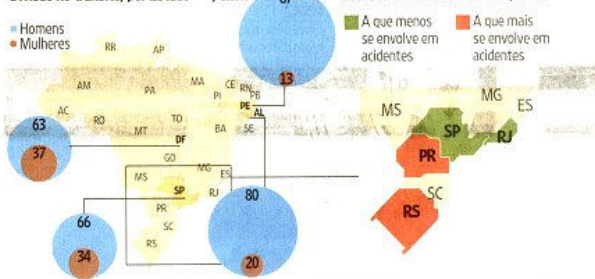 Homens
Mulheres
87
13
A que menos
se envolve em
acidentes
A que mais
se envolve em
acidentes
RR
AP
AM
PA
MA
CE
RN
PI
PB
PE
AL
AC
RO
TO
MT
BA
SE
DF
GO
MG
MS
ES
SP
RJ
PR
SC
RS
63
37
66
34
80
20
MS
MG
ES
SP
RJ
PR
SC
RS